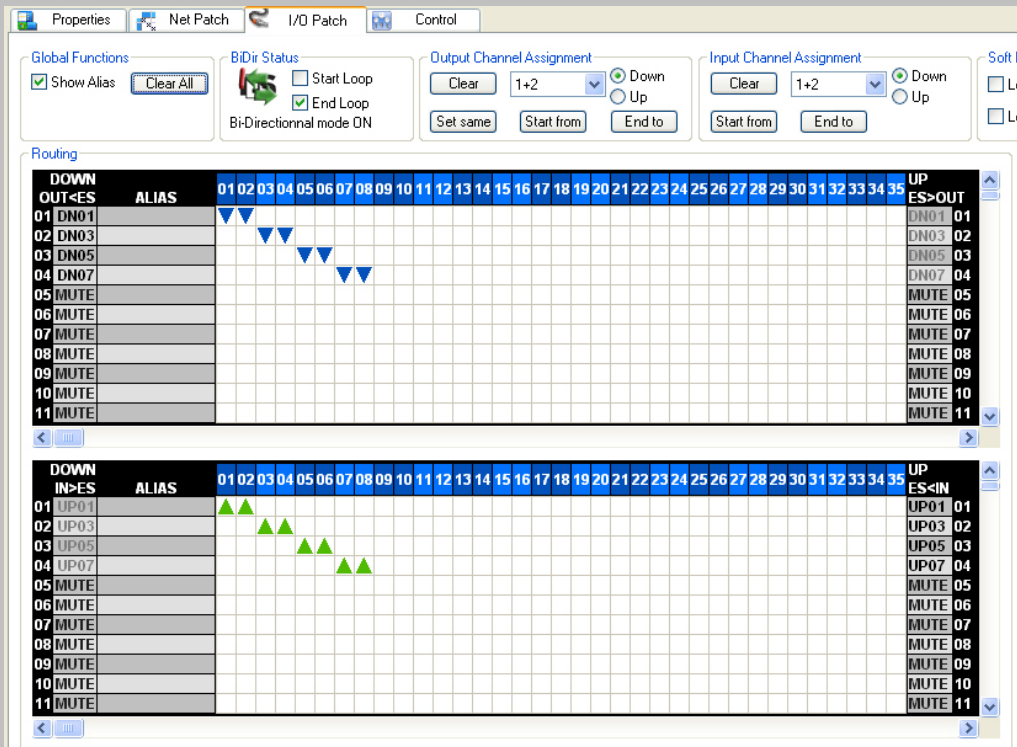 Properties Net Patch I/O Patch Control
Global Functions BiDir Status Output Channel Assignment Input Channel Assignment Soft
Show Alias Clear All Start Loop Clear 1+2 Down Clear 1+2 Down
End Loop Up Up
Bi-Directionnal mode ON Set same Start from End to Start from End to
Routing
DOWN UP
OUT<ES ALIAS 01 02 03 04 05 06 07 08 09 10 11 12 13 14 15 16 17 18 19 20 21 22 23 24 25 26 27 28 29 30 31 32 33 34 35 ES>OUT
01 DN01 DN01 01
02 DN03 DN03 02
03 DN05 DN05 03
04 DN07 DN07 04
05 MUTE MUTE 05
06 MUTE MUTE 06
07 MUTE MUTE 07
08 MUTE MUTE 08
09 MUTE MUTE 09
10 MUTE MUTE 10
11 MUTE MUTE 11
DOWN UP
IN>ES ALIAS 01 02 03 04 05 06 07 08 09 10 11 12 13 14 15 16 17 18 19 20 21 22 23 24 25 26 27 28 29 30 31 32 33 34 35 ES<IN
01 UP01 UP01 01
02 UP03 UP03 02
03 UP05 UP05 03
04 UP07 UP07 04
05 MUTE MUTE 05
06 MUTE MUTE 06
07 MUTE MUTE 07
08 MUTE MUTE 08
09 MUTE MUTE 09
10 MUTE MUTE 10
11 MUTE MUTE 11